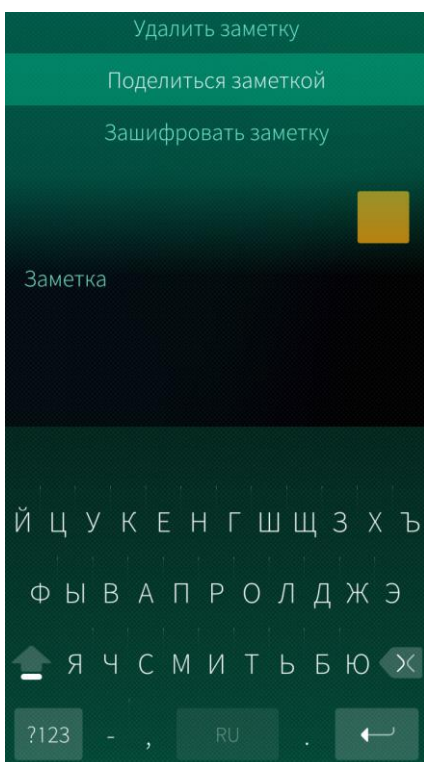 Удалить заметку
Поделиться заметкой
Зашифровать заметку
Заметка
Й Ц У К Е Н Г Ш Щ З Х Ъ
Ф Ы В А П Р О Л Д Ж Э
Я Ч С М И Т Ь Б Ю
?123 - , RU .